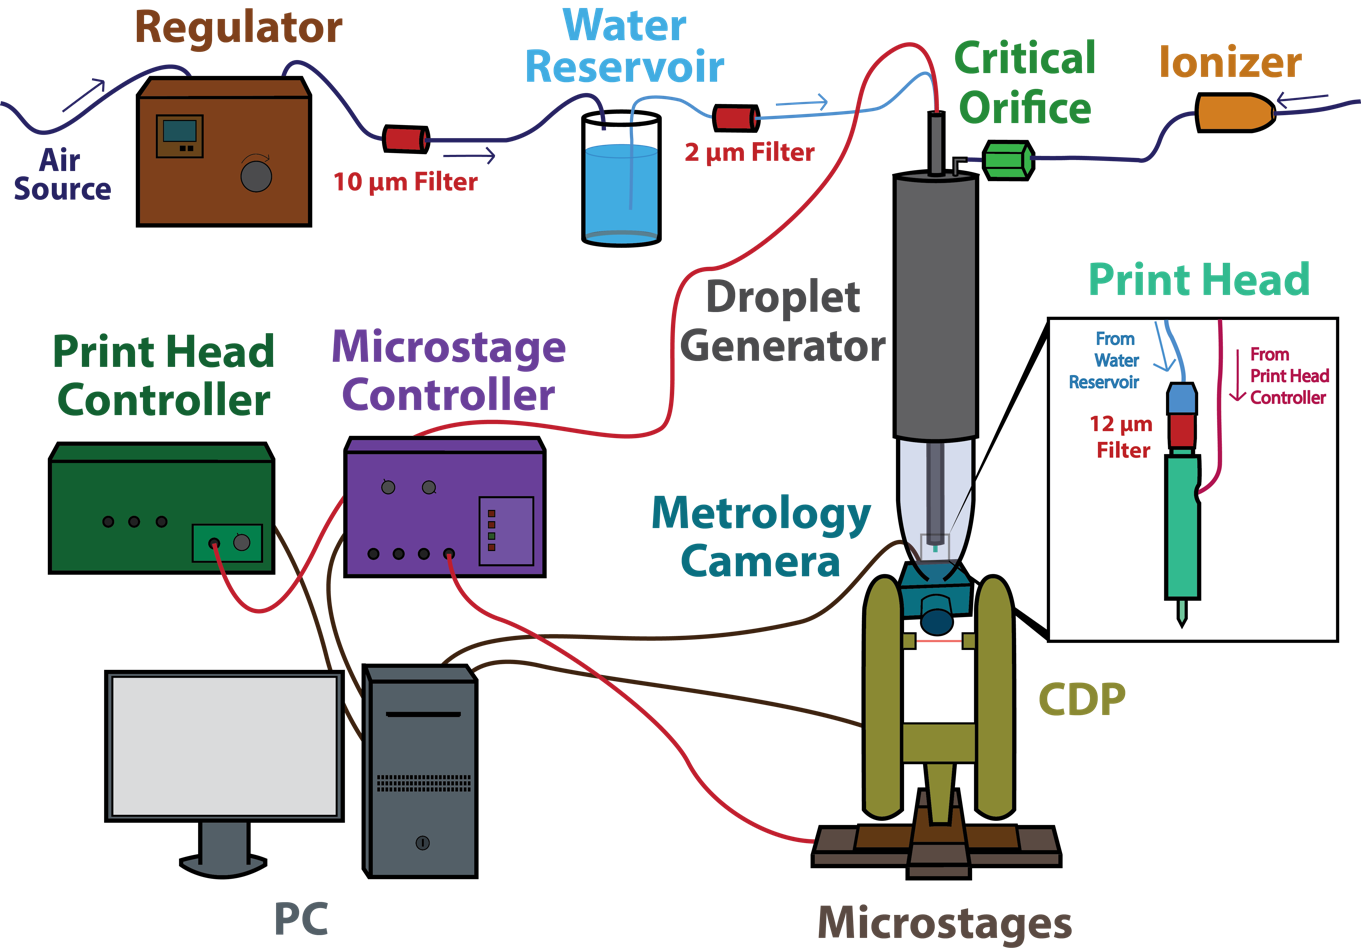 Regulator
Water
Reservoir
Critical
Orifice
Ionizer
Air
Source
10 μm Filter
2 μm Filter
Droplet
Generator
Print Head
From
Water
Reservoir
From
Print Head
Controller
12 μm
Filter
Print Head
Controller
Microstage
Controller
Metrology
Camera
CDP
PC
Microstages